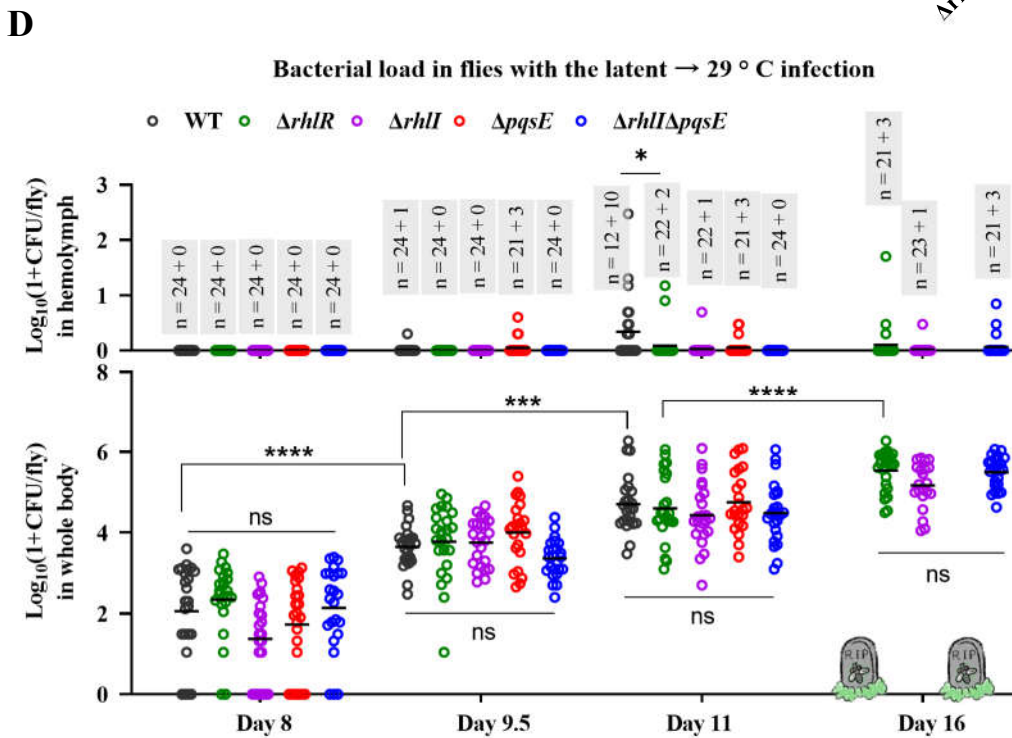 D
Δr
Bacterial load in flies with the latent → 29 ° C infection
WT ΔrhlR ΔrhlI ΔpqsE ΔrhlIΔpqsE
Log10(1+CFU/fly)
in hemolymph
3
2
1
0
n = 24 + 0
n = 24 + 0
n = 24 + 0
n = 24 + 0
n = 24 + 0
n = 24 + 1
n = 24 + 0
n = 24 + 0
n = 21 + 3
n = 24 + 0
n = 12 + 10
*
n = 22 + 2
n = 22 + 1
n = 21 + 3
n = 24 + 0
n = 21 + 3
n = 23 + 1
n = 21 + 3
Log10(1+CFU/fly)
in whole body
8
6
4
2
0
****
ns
***
ns
****
ns
ns
R.I.P
R.I.P
Day 8 Day 9.5 Day 11 Day 16